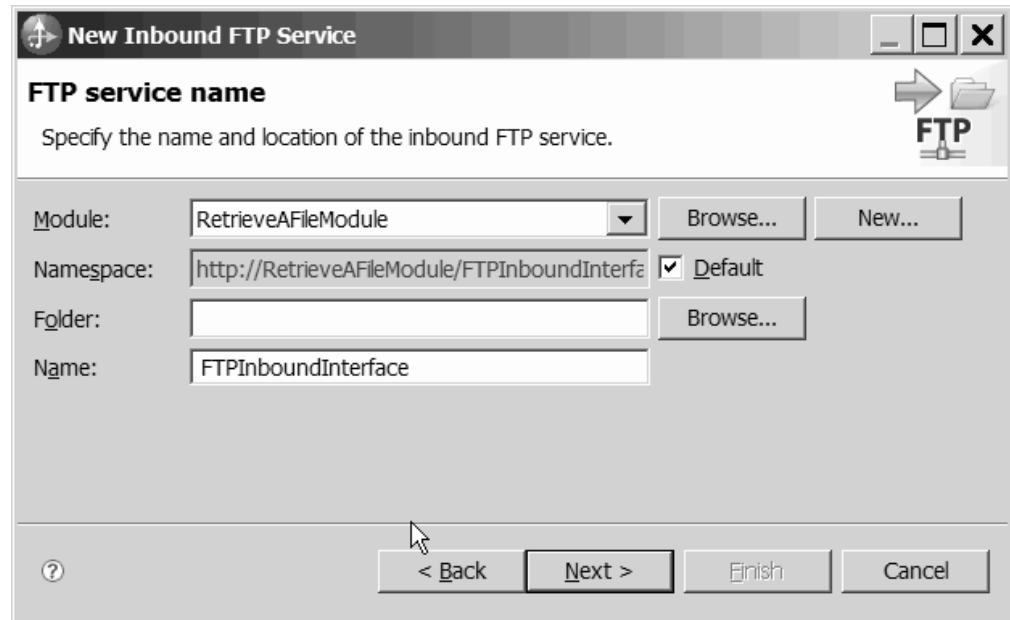 New Inbound FTP Service
FTP service name
Specify the name and location of the inbound FTP service.
FTP
Module: RetrieveAFileModule Browse... New...
Namespace: http://RetrieveAFileModule/FTPInboundInterfa Default
Folder: Browse...
Name: FTPInboundInterface
? < Back Next > Finish Cancel